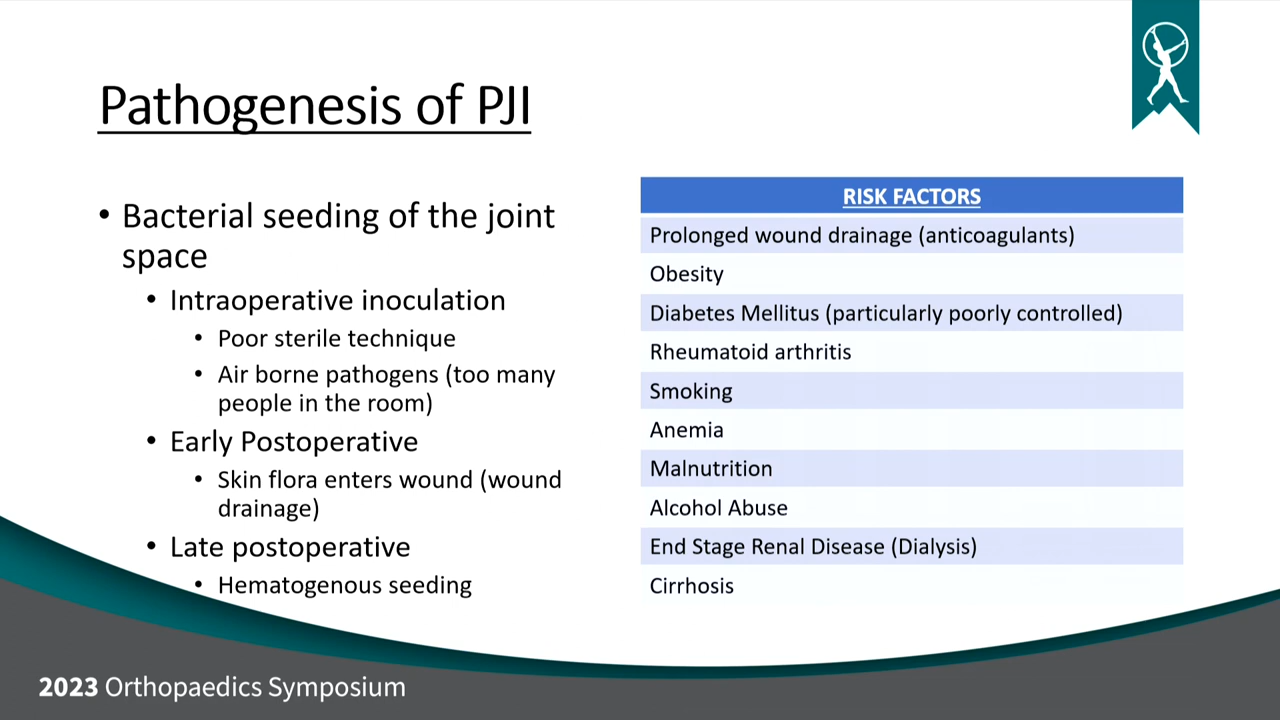 Pathogenesis of PJI
• Bacterial seeding of the joint
space
• Intraoperative inoculation
• Poor sterile technique
• Air borne pathogens (too many
people in the room)
• Early Postoperative
• Skin flora enters wound (wound
drainage)
• Late postoperative
• Hematogenous seeding
RISK FACTORS
Prolonged wound drainage (anticoagulants)
Obesity
Diabetes Mellitus (particularly poorly controlled)
Rheumatoid arthritis
Smoking
Anemia
Malnutrition
Alcohol Abuse
End Stage Renal Disease (Dialysis)
Cirrhosis
2023 Orthopaedics Symposium